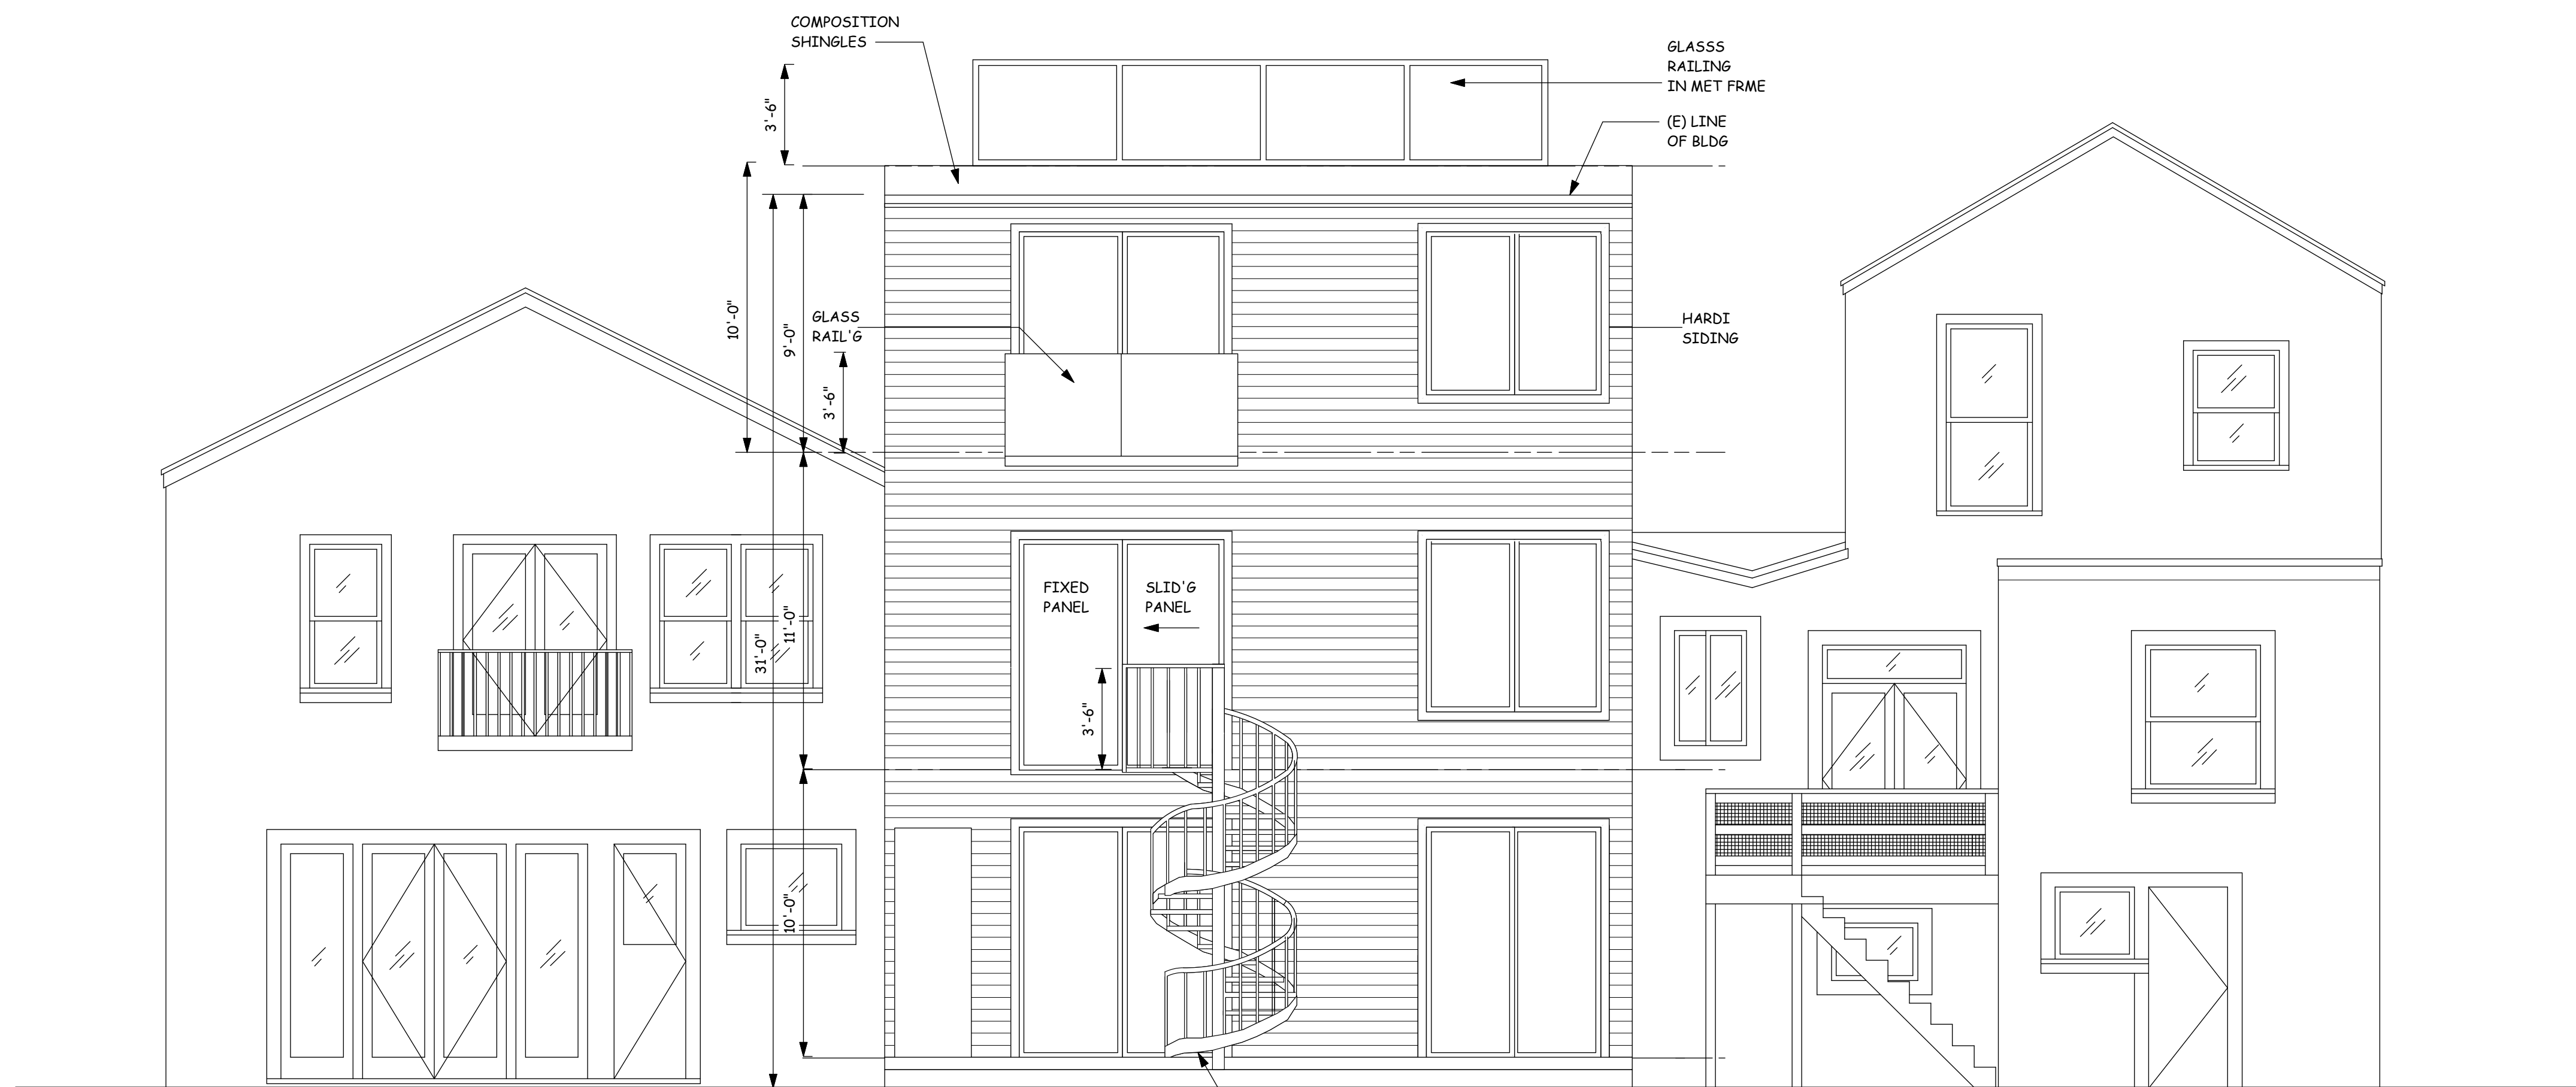 COMPOSITION
SHINGLES
GLASSS
RAILING
IN MET FRME
(E) LINE
OF BLDG
3'-6"
10'-0"
9'-0"
GLASS
RAIL'G
3'-6"
HARDI
SIDING
FIXED
PANEL
SLID'G
PANEL
31'-0"
11'-0"
3'-6"
10'-0"